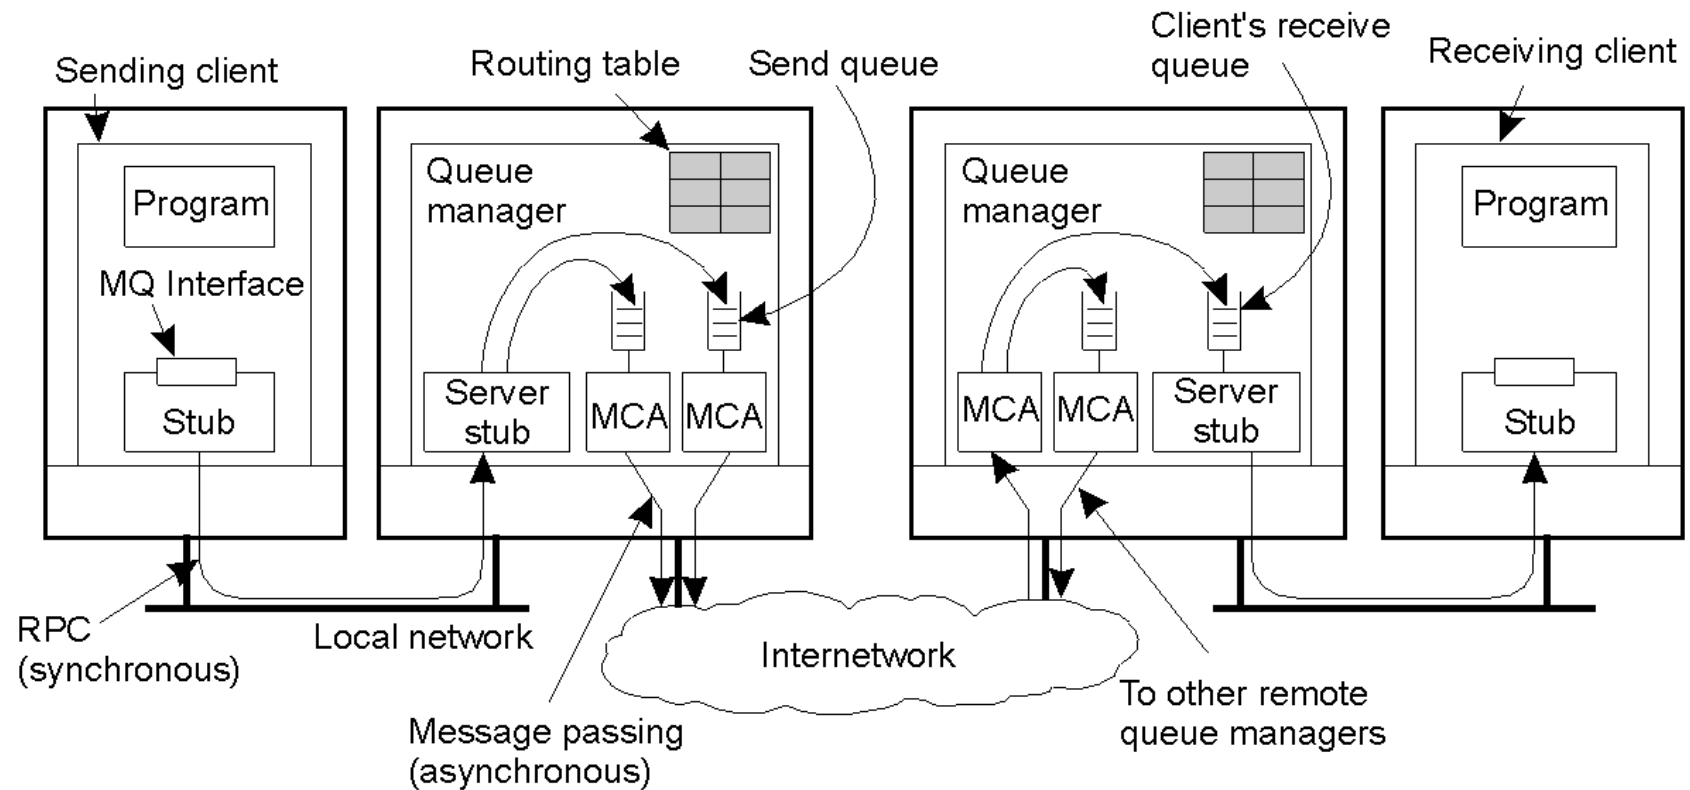 Sending client
Routing table
Send queue
Client's receive
queue
Receiving client
Program
MQ Interface
Stub
Queue
manager
Server
stub
MCA
MCA
Queue
manager
MCA
MCA
Server
stub
Program
Stub
RPC
(synchronous)
Local network
Internetwork
Message passing
(asynchronous)
To other remote
queue managers